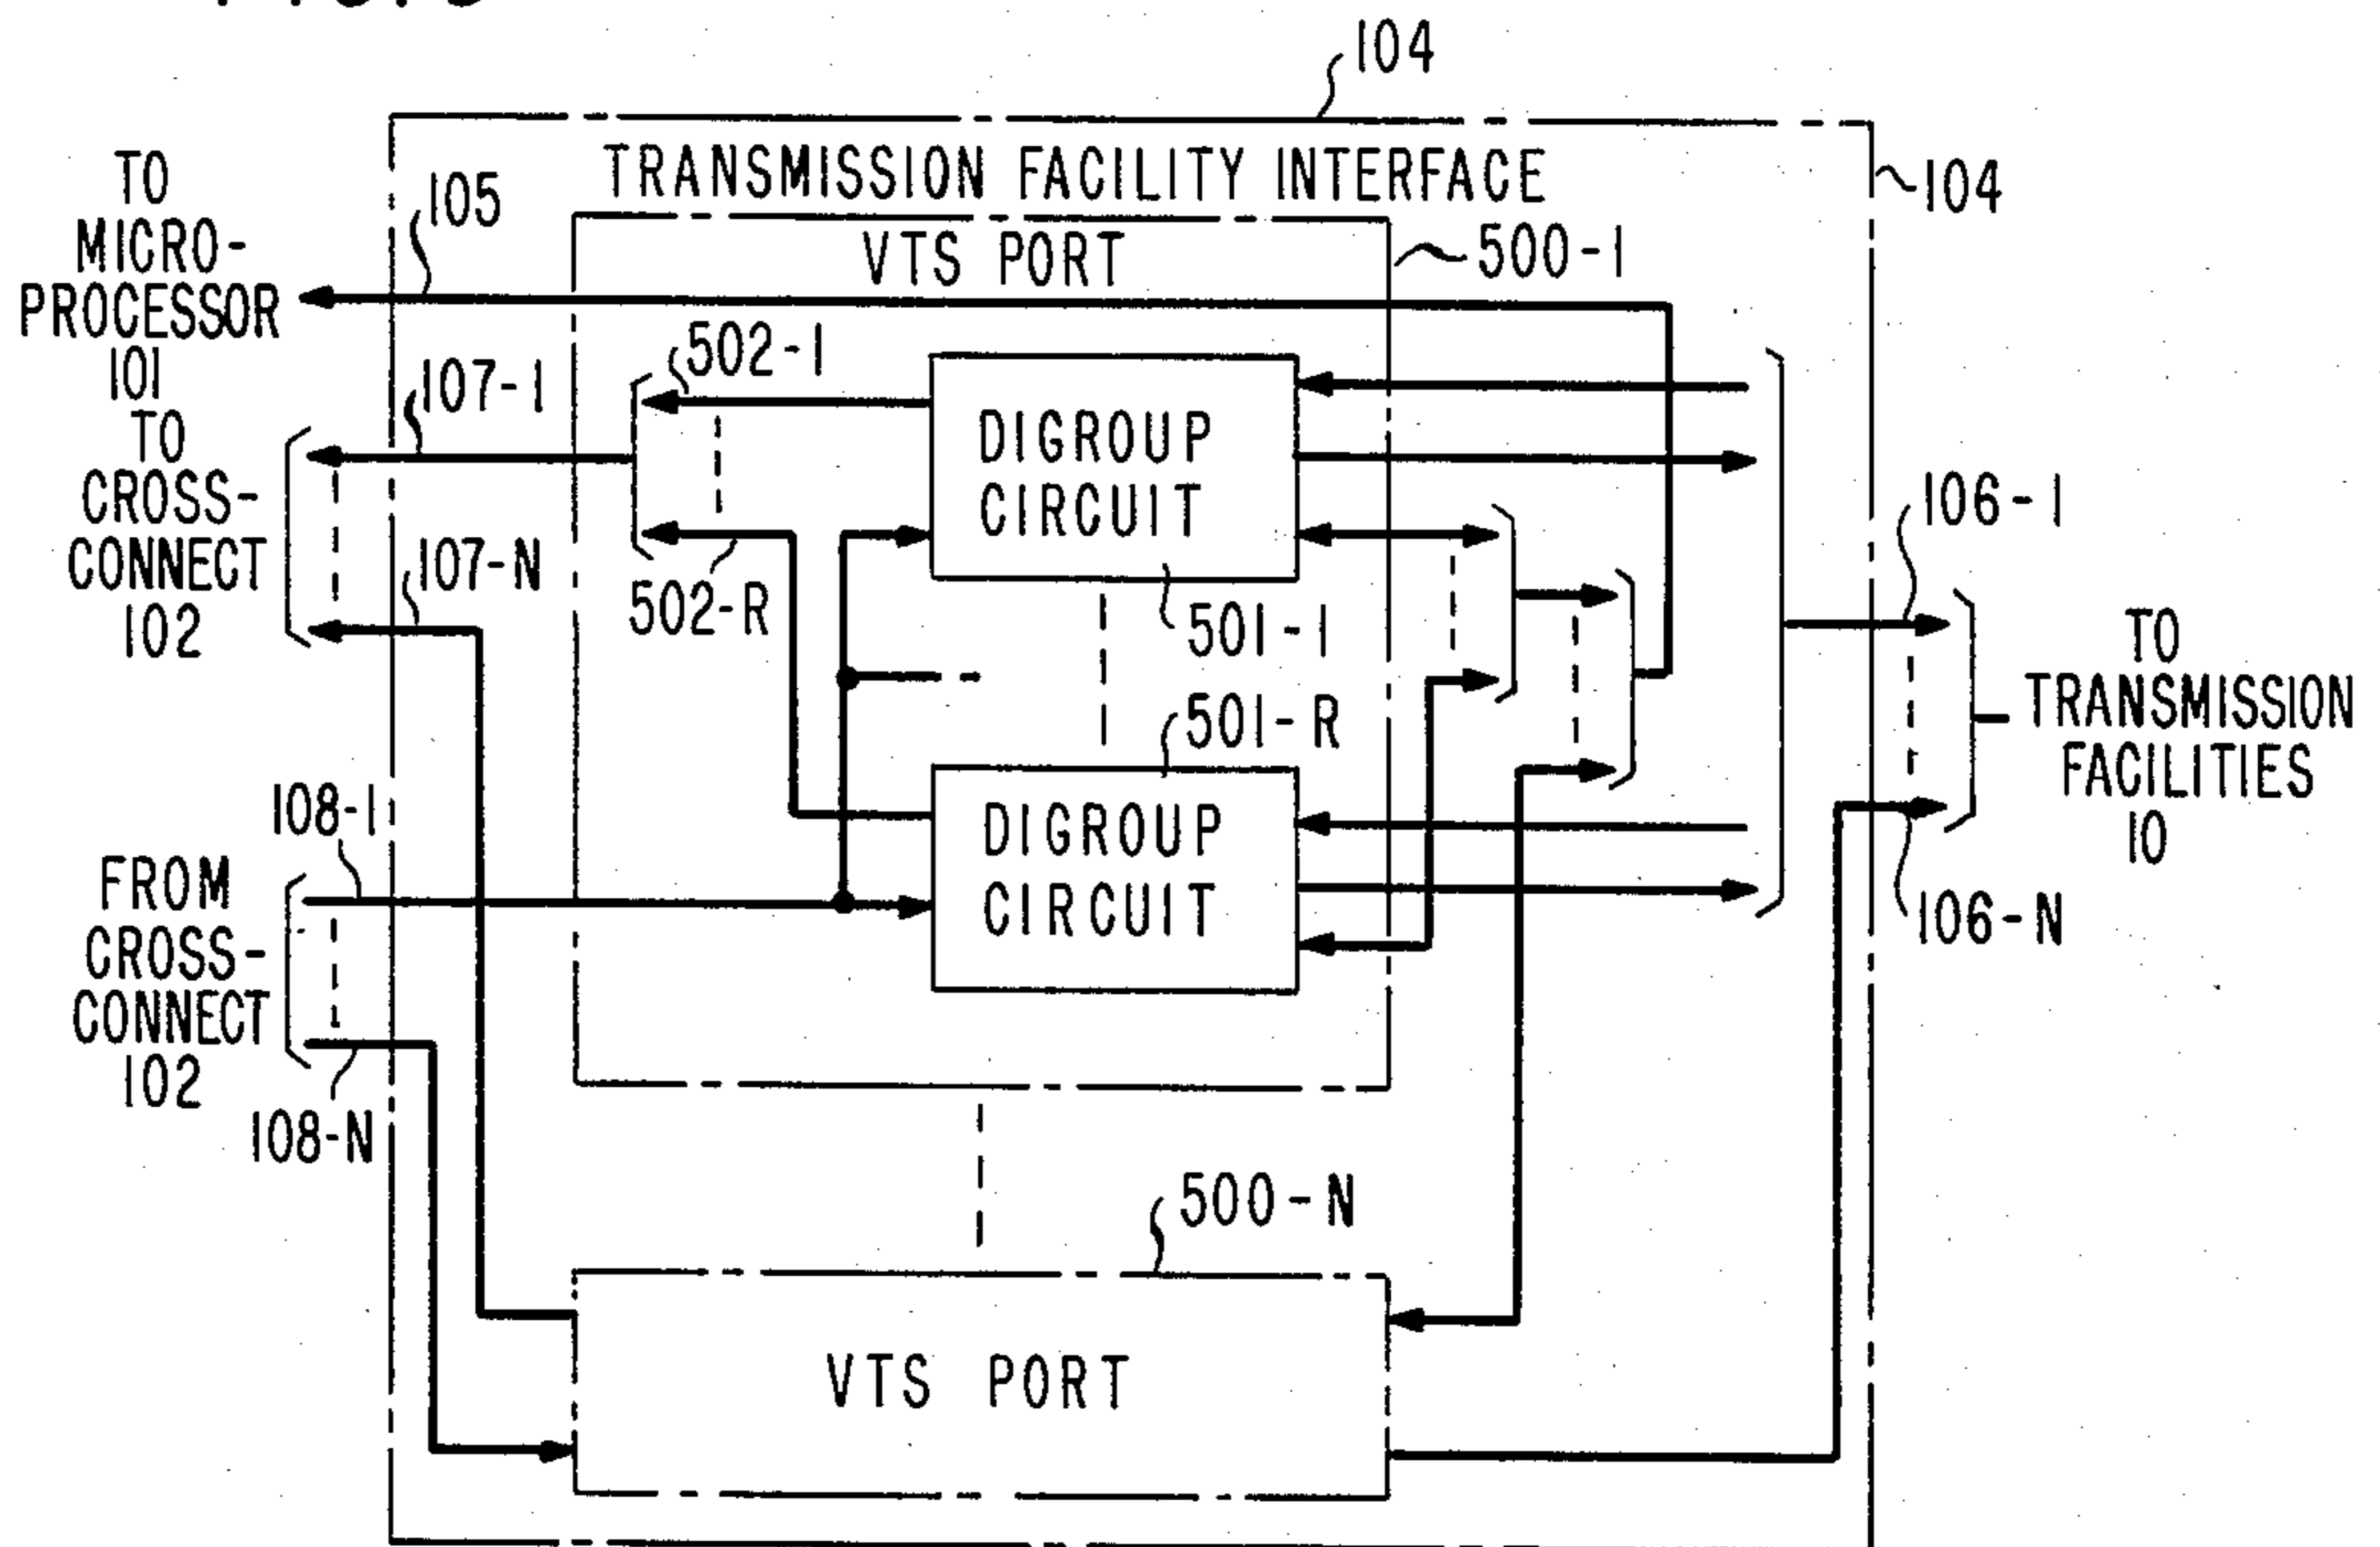 104
TRANSMISSION FACILITY INTERFACE
104
TO
MICRO-
PROCESSOR
101
105
VTS PORT
500-1
TO
CROSS-
CONNECT
102
107-1
107-N
502-1
502-R
DIGROUP
CIRCUIT
501-1
501-R
DIGROUP
CIRCUIT
106-1
TO
TRANSMISSION
FACILITIES
10
106-N
108-1
FROM
CROSS-
CONNECT
102
108-N
500-N
VTS PORT